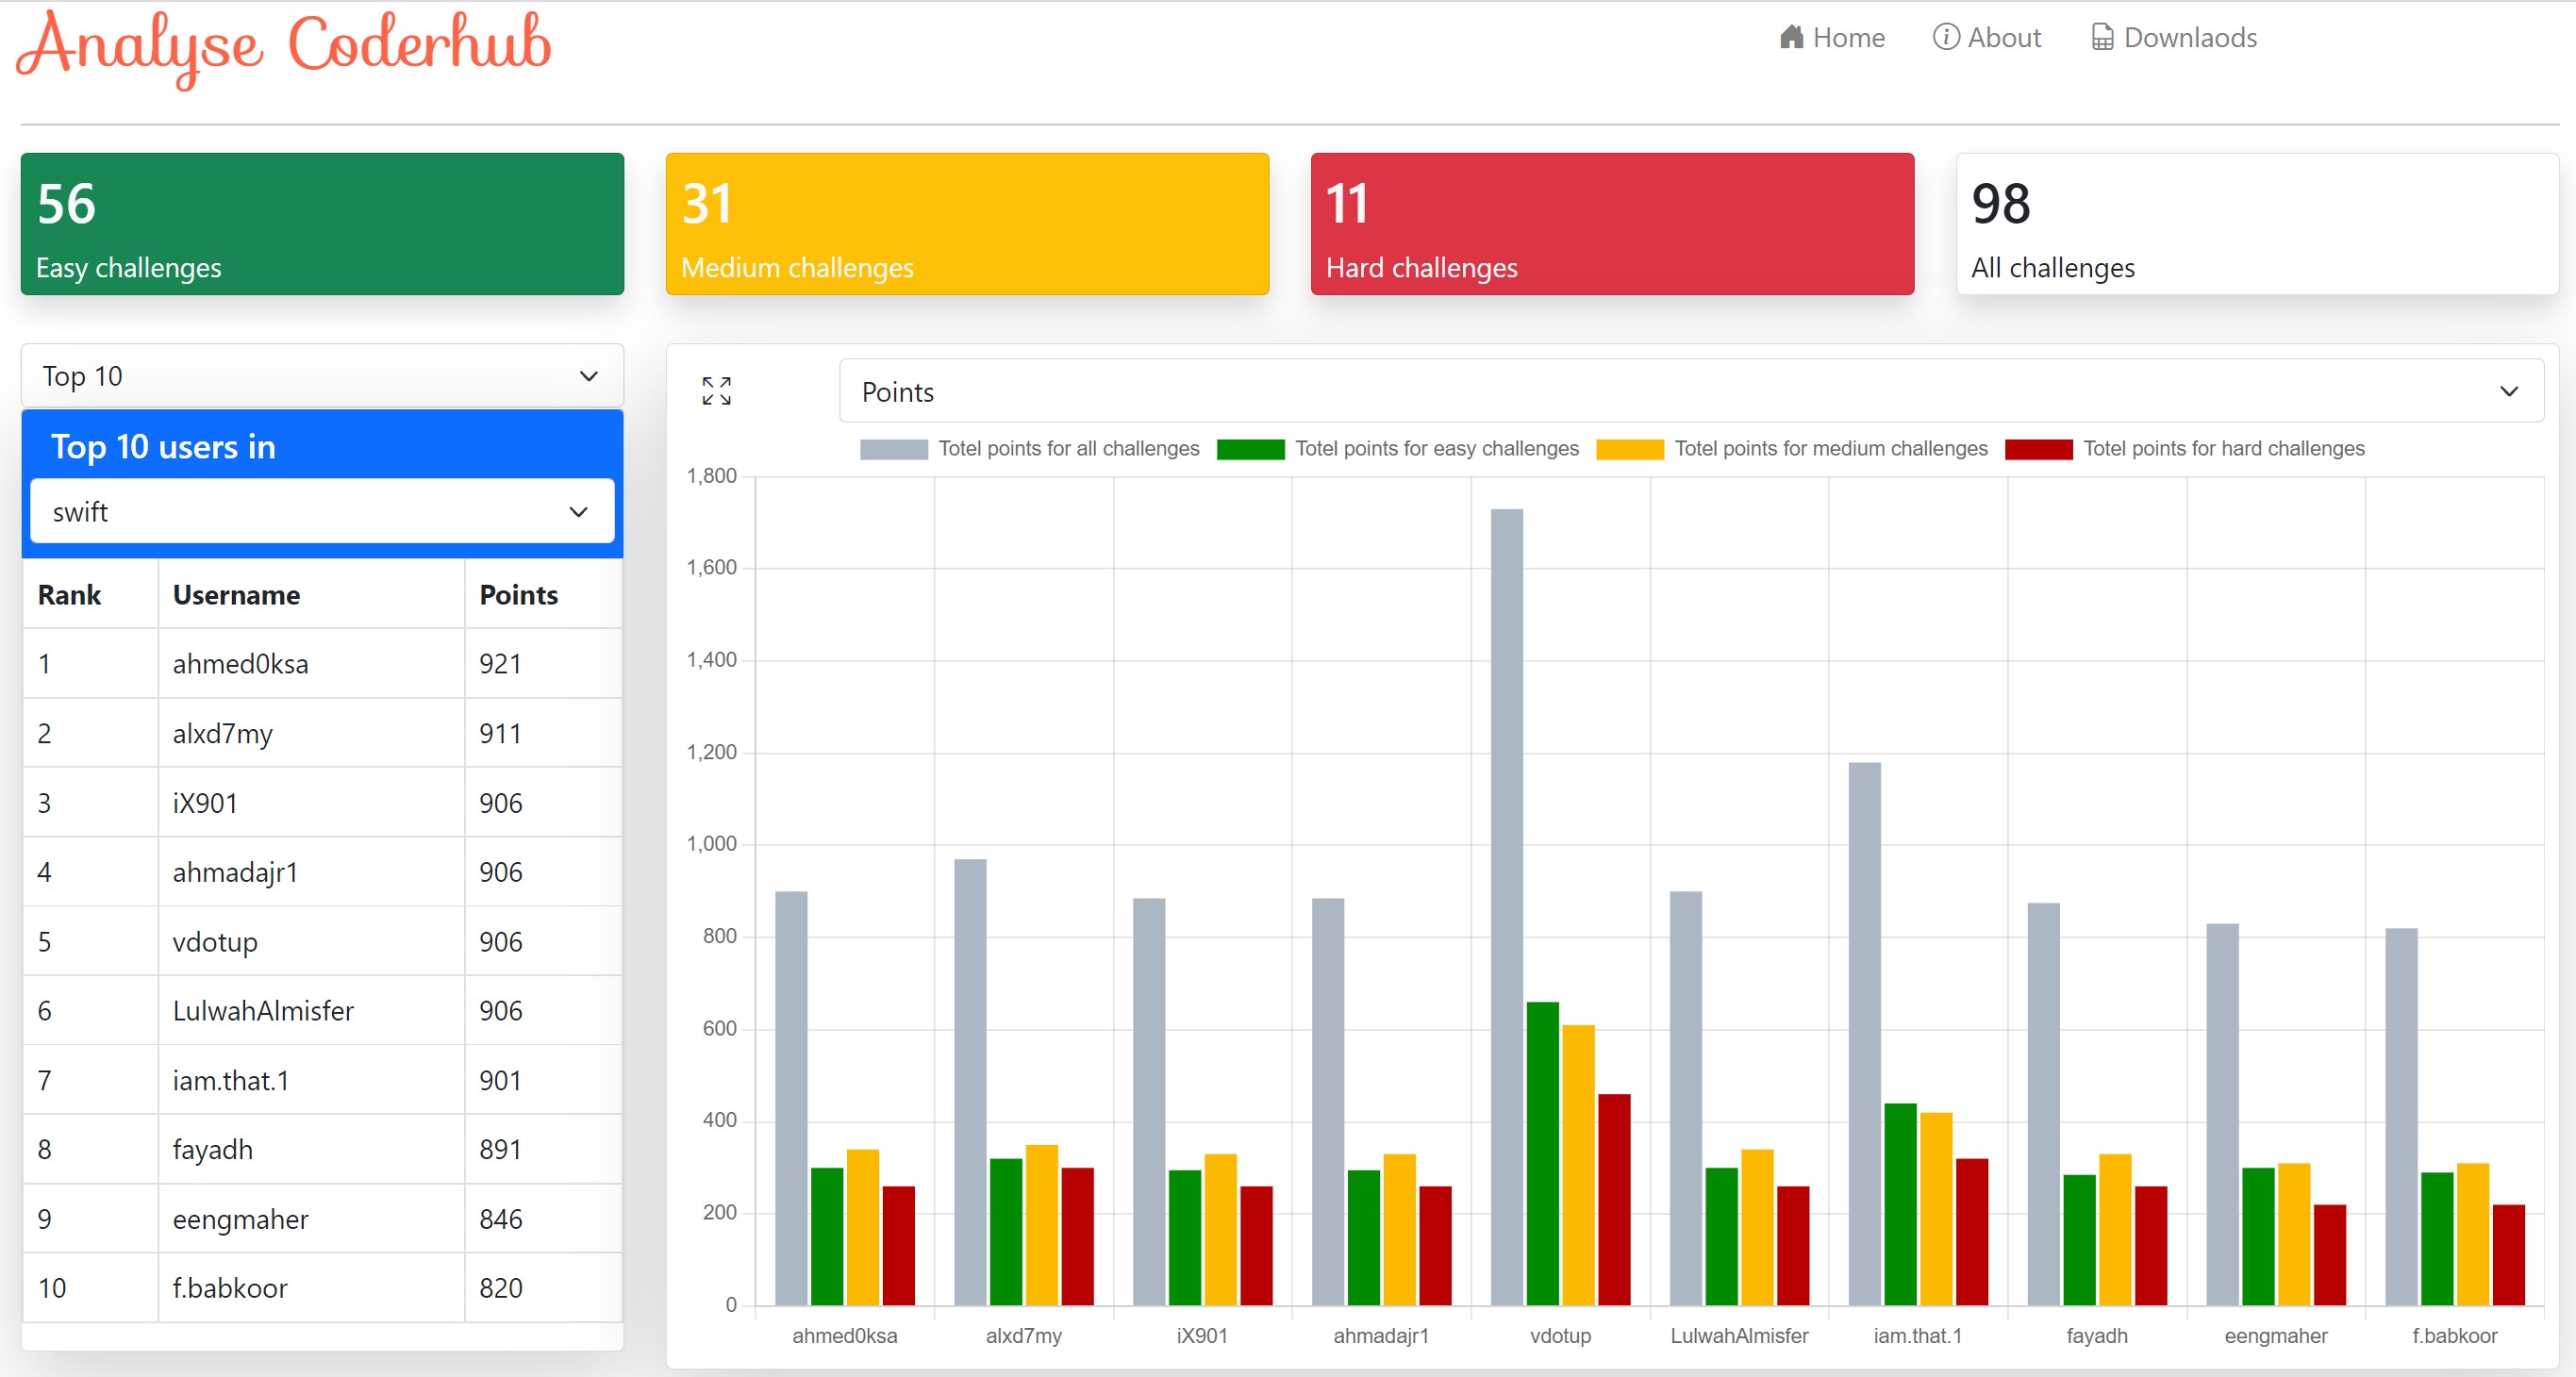 Analyse Coderhub
Home About Downlaods
56
Easy challenges
31
Medium challenges
11
Hard challenges
98
All challenges
Top 10
Top 10 users in
swift
Rank Username Points
1 ahmed0ksa 921
2 alxd7my 911
3 iX901 906
4 ahmadajr1 906
5 vdotup 906
6 LulwahAlmisfer 906
7 iam.that.1 901
8 fayadh 891
9 eengmaher 846
10 f.babkoor 820
Points
Totel points for all challenges Totel points for easy challenges Totel points for medium challenges Totel points for hard challenges
1,800
1,600
1,400
1,200
1,000
800
600
400
200
0
ahmed0ksa alxd7my iX901 ahmadajr1 vdotup LulwahAlmisfer iam.that.1 fayadh eengmaher f.babkoor